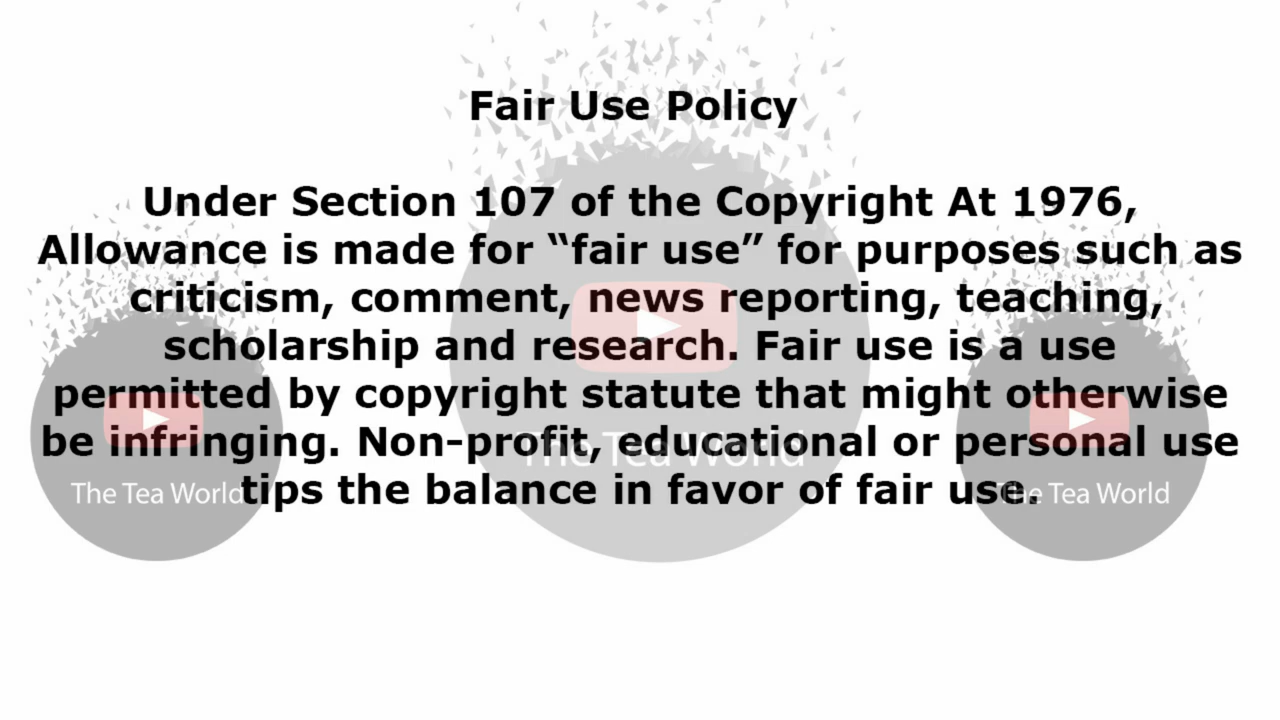 Fair Use Policy
Under Section 107 of the Copyright At 1976,
Allowance is made for “fair use” for purposes such as
criticism, comment, news reporting, teaching,
scholarship and research. Fair use is a use
permitted by copyright statute that might otherwise
be infringing. Non-profit, educational or personal use
tips the balance in favor of fair use.
The Tea World
The Tea World
The Tea World